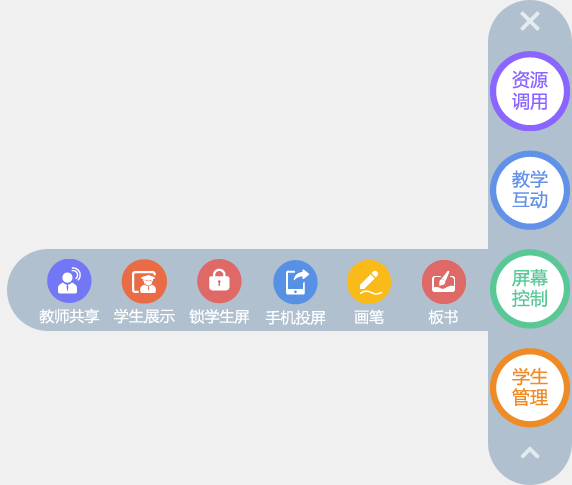 资源
调用
教学
互动
屏幕
控制
教师共享 学生展示 锁学生屏 手机投屏 画笔 板书
学生
管理